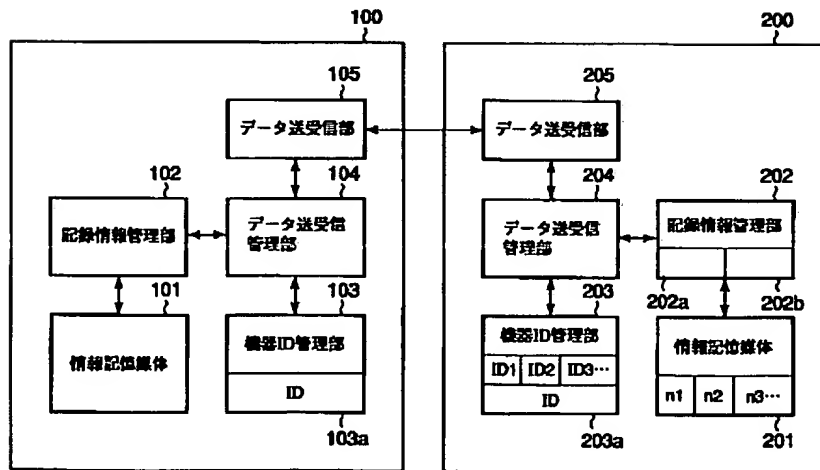 100
200
105
205
データ送受信部
データ送受信部
102
104
204
202
記録情報管理部
データ送受信
管理部
データ送受信
管理部
記録情報管理部
101
103
203
202a
202b
情報記憶媒体
機器ID管理部
機器ID管理部
情報記憶媒体
ID1 ID2 ID3…
n1 n2 n3…
ID
ID
103a
203a
201